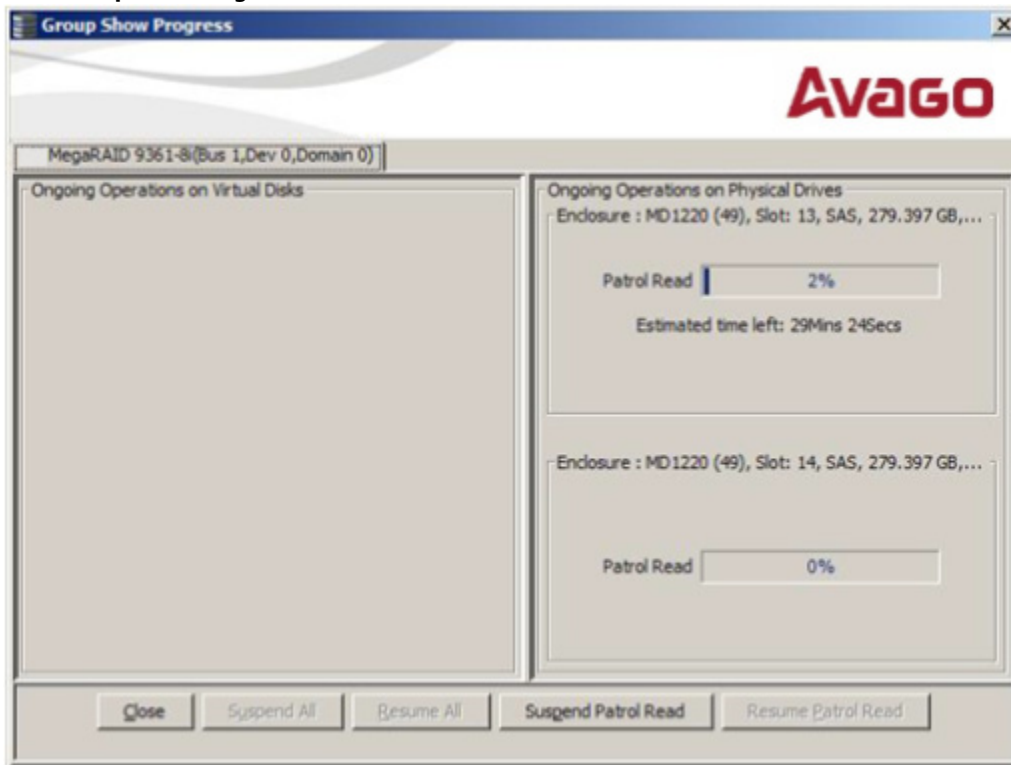 Group Show Progress
Avago
MegaRAID 9361-8i(Bus 1,Dev 0,Domain 0)
Ongoing Operations on Virtual Disks
Ongoing Operations on Physical Drives
Enclosure : MD1220 (49), Slot: 13, SAS, 279.397 GB,...
Patrol Read 2%
Estimated time left: 29Mins 24Secs
Enclosure : MD1220 (49), Slot: 14, SAS, 279.397 GB,...
Patrol Read 0%
Close Suspend All Resume All Suspend Patrol Read Resume Patrol Read